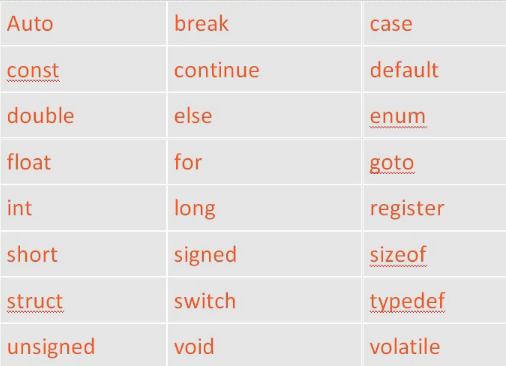 Auto break case
const continue default
double else enum
float for goto
int long register
short signed sizeof
struct switch typedef
unsigned void volatile